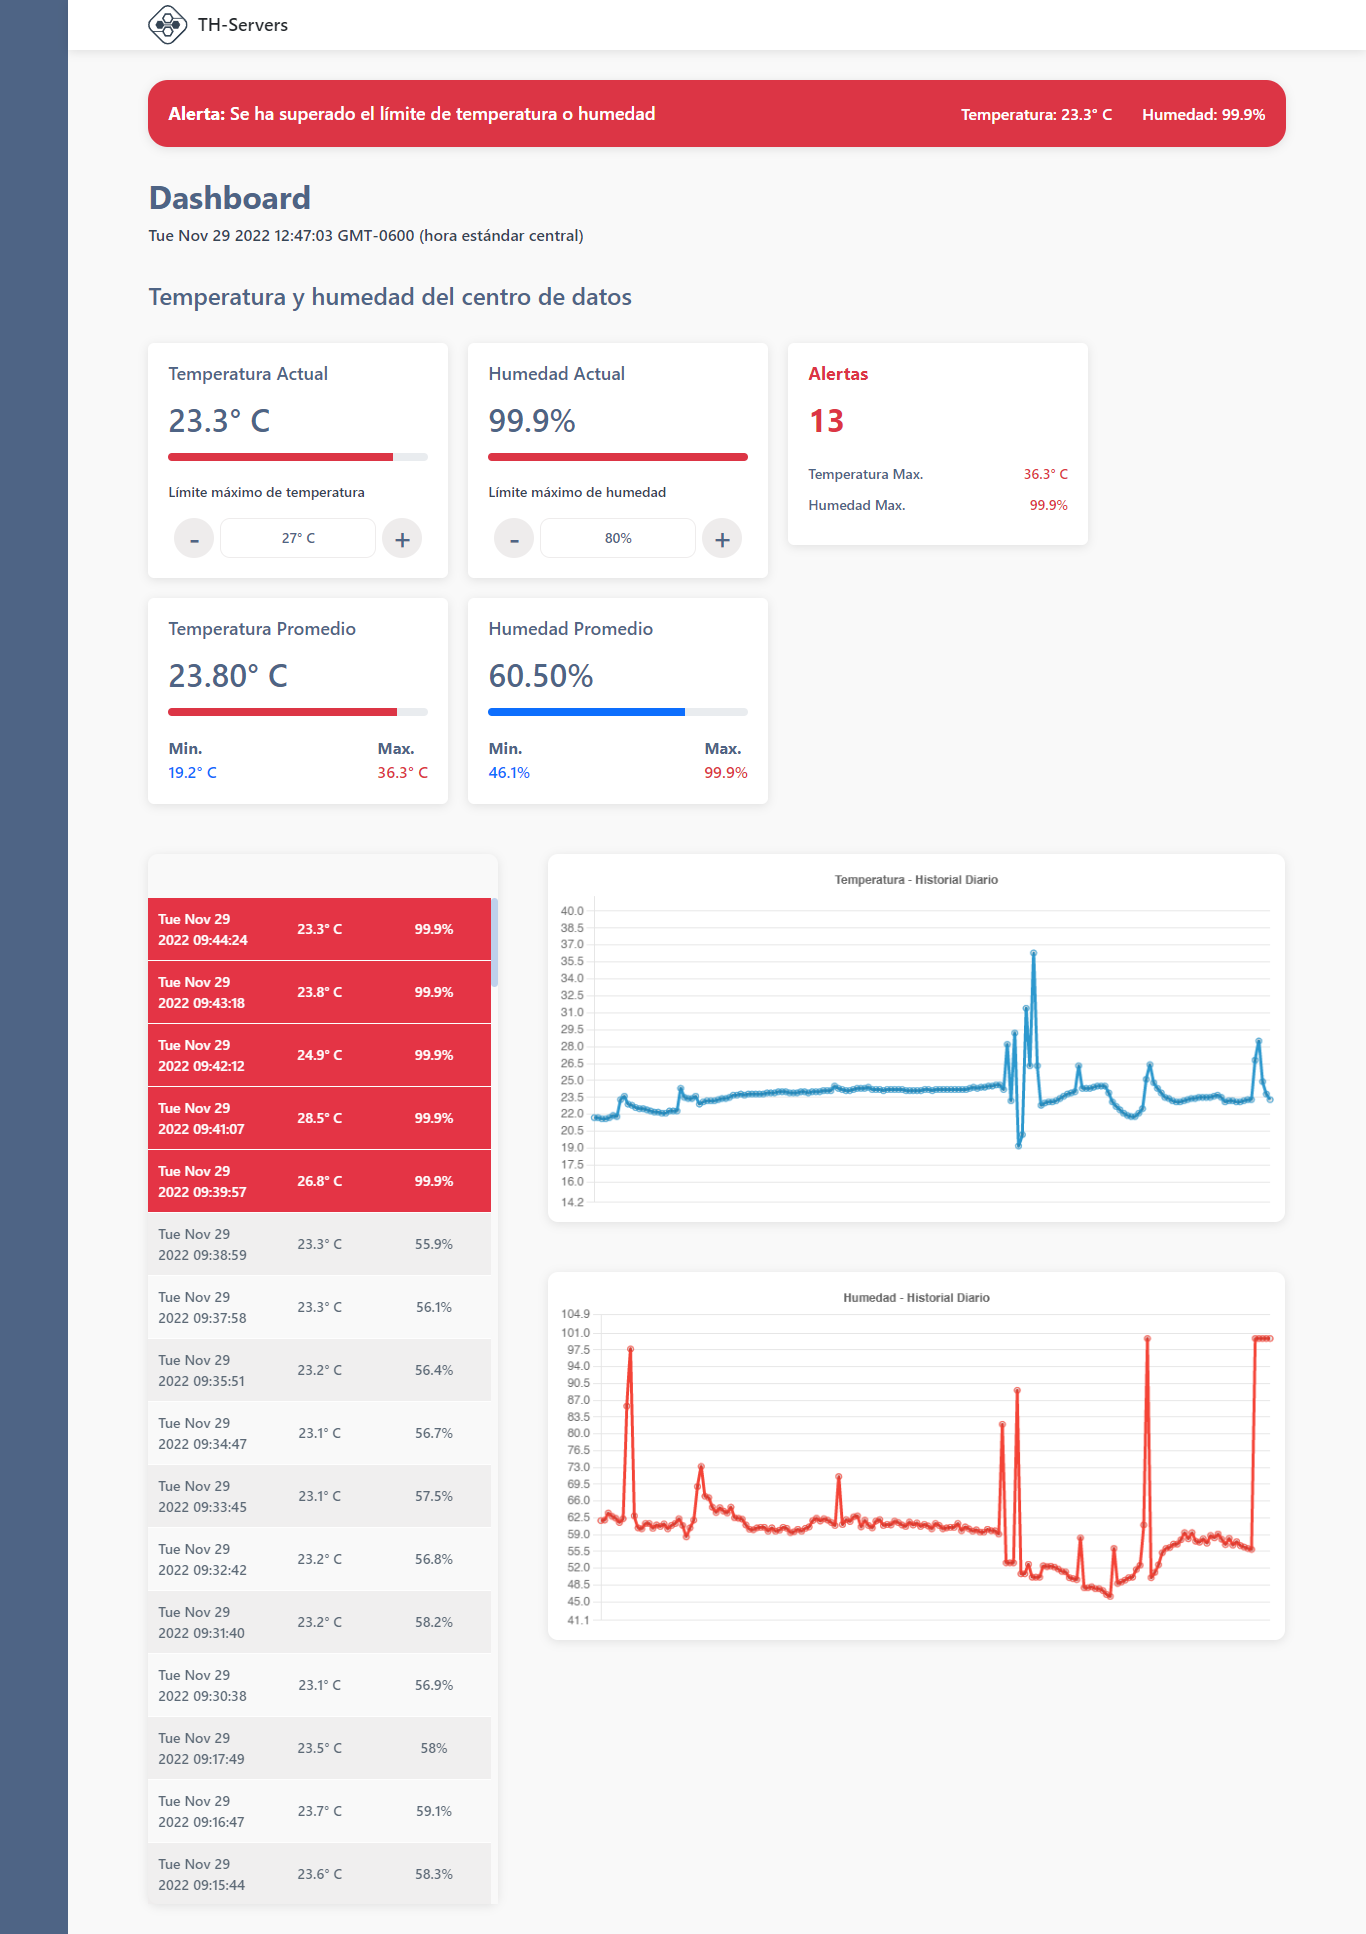 TH-Servers
Alerta: Se ha superado el límite de temperatura o humedad
Temperatura: 23.3° C
Humedad: 99.9%
Dashboard
Tue Nov 29 2022 12:47:03 GMT-0600 (hora estándar central)
Temperatura y humedad del centro de datos
Temperatura Actual
23.3° C
Límite máximo de temperatura
-
27° C
+
Humedad Actual
99.9%
Límite máximo de humedad
-
80%
+
Alertas
13
Temperatura Max. 36.3° C
Humedad Max. 99.9%
Temperatura Promedio
23.80° C
Min. Max.
19.2° C 36.3° C
Humedad Promedio
60.50%
Min. Max.
46.1% 99.9%
Tue Nov 29
2022 09:44:24
23.3° C
99.9%
Tue Nov 29
2022 09:43:18
23.8° C
99.9%
Tue Nov 29
2022 09:42:12
24.9° C
99.9%
Tue Nov 29
2022 09:41:07
28.5° C
99.9%
Tue Nov 29
2022 09:39:57
26.8° C
99.9%
Tue Nov 29
2022 09:38:59
23.3° C
55.9%
Tue Nov 29
2022 09:37:58
23.3° C
56.1%
Tue Nov 29
2022 09:35:51
23.2° C
56.4%
Tue Nov 29
2022 09:34:47
23.1° C
56.7%
Tue Nov 29
2022 09:33:45
23.1° C
57.5%
Tue Nov 29
2022 09:32:42
23.2° C
56.8%
Tue Nov 29
2022 09:31:40
23.2° C
58.2%
Tue Nov 29
2022 09:30:38
23.1° C
56.9%
Tue Nov 29
2022 09:17:49
23.5° C
58%
Tue Nov 29
2022 09:16:47
23.7° C
59.1%
Tue Nov 29
2022 09:15:44
23.6° C
58.3%
Temperatura - Historial Diario
40.0
38.5
37.0
35.5
34.0
32.5
31.0
29.5
28.0
26.5
25.0
23.5
22.0
20.5
19.0
17.5
16.0
14.2
Humedad - Historial Diario
104.9
101.0
97.5
94.0
90.5
87.0
83.5
80.0
76.5
73.0
69.5
66.0
62.5
59.0
55.5
52.0
48.5
45.0
41.1